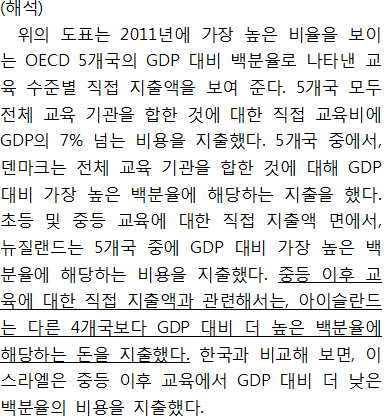 (해석)
위의 도표는 2011년에 가장 높은 비율을 보이
는 OECD 5개국의 GDP 대비 백분율로 나타낸 교
육 수준별 직접 지출액을 보여 준다. 5개국 모두
전체 교육 기관을 합한 것에 대한 직접 교육비에
GDP의 7% 넘는 비용을 지출했다. 5개국 중에서,
덴마크는 전체 교육 기관을 합한 것에 대해 GDP
대비 가장 높은 백분율에 해당하는 지출을 했다.
초등 및 중등 교육에 대한 직접 지출액 면에서,
뉴질랜드는 5개국 중에 GDP 대비 가장 높은 백
분율에 해당하는 비용을 지출했다. 중등 이후 교
육에 대한 직접 지출액과 관련해서는, 아이슬란드
는 다른 4개국보다 GDP 대비 더 높은 백분율에
해당하는 돈을 지출했다. 한국과 비교해 보면, 이
스라엘은 중등 이후 교육에서 GDP 대비 더 낮은
백분율의 비용을 지출했다.